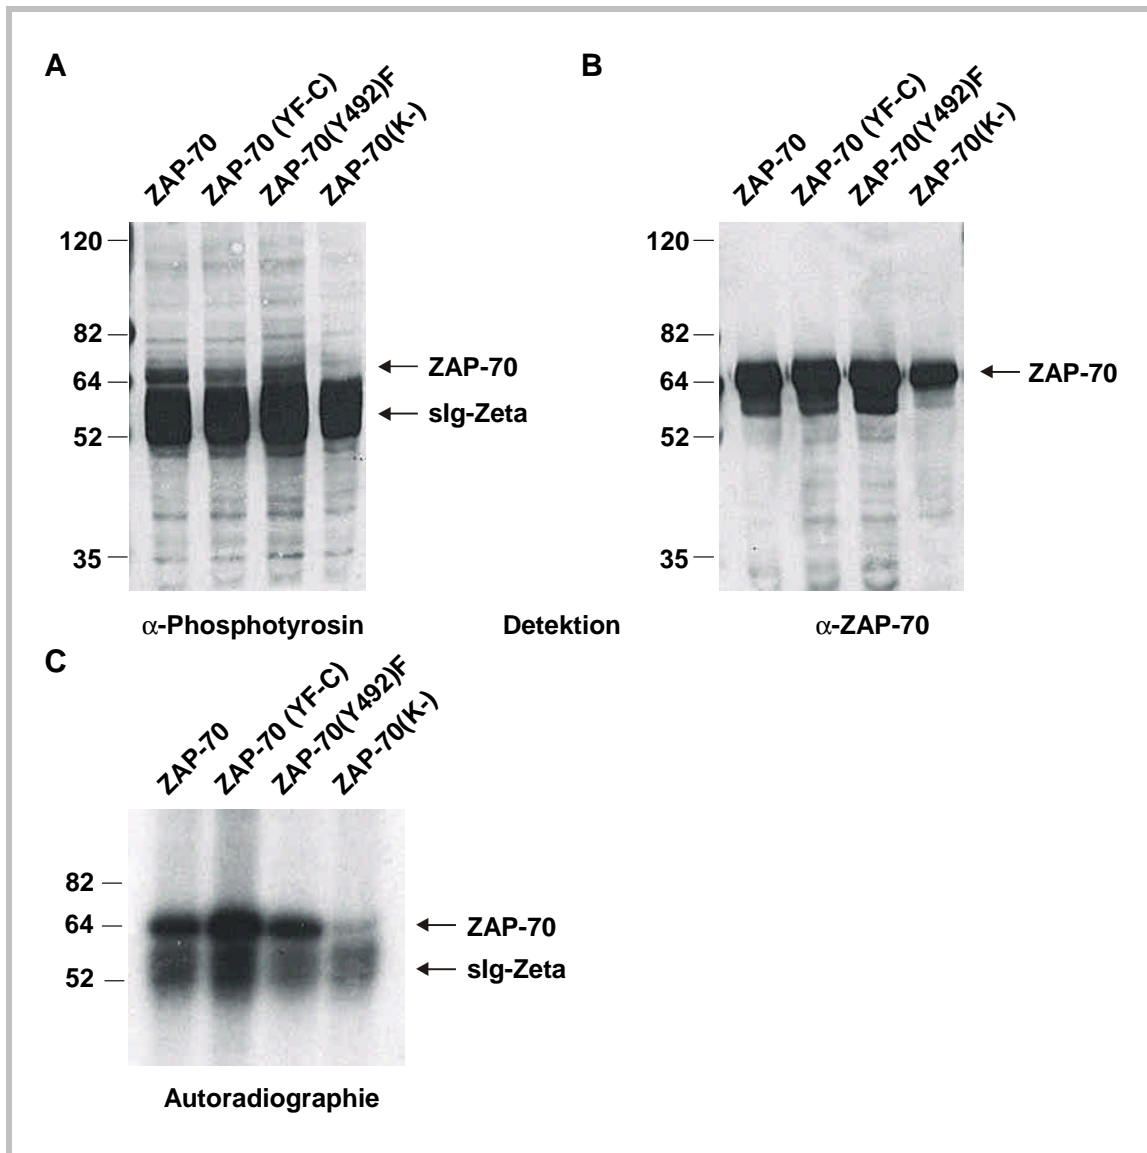 A
ZAP-70
ZAP-70 (YF-C)
ZAP-70(Y492)F
ZAP-70(K-)
120
82
64
52
35
ZAP-70
sIg-Zeta
α-Phosphotyrosin
Detektion
B
ZAP-70
ZAP-70 (YF-C)
ZAP-70(Y492)F
ZAP-70(K-)
120
82
64
52
35
ZAP-70
α-ZAP-70
C
ZAP-70
ZAP-70 (YF-C)
ZAP-70(Y492)F
ZAP-70(K-)
82
64
52
ZAP-70
sIg-Zeta
Autoradiographie